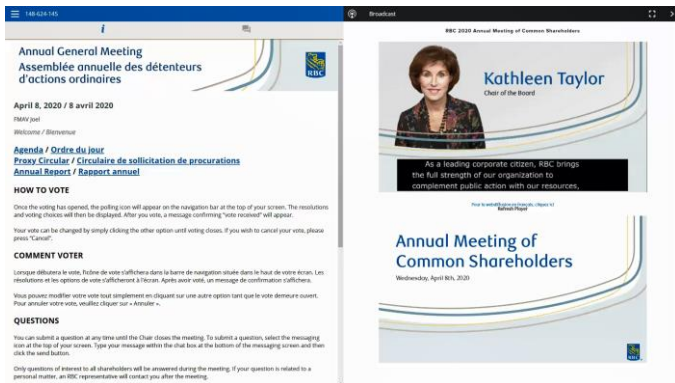 148-624-145
i
Annual General Meeting
Assemblée annuelle des détenteurs
d'actions ordinaires
RBC
April 8, 2020 / 8 avril 2020
FMAV Joel
Welcome / Bienvenue
Agenda / Ordre du jour
Proxy Circular / Circulaire de sollicitation de procurations
Annual Report / Rapport annuel
HOW TO VOTE
Once the voting has opened, the polling icon will appear on the navigation bar at the top of your screen. The resolutions
and voting choices will then be displayed. After you vote, a message confirming "vote received" will appear.
Your vote can be changed by simply clicking the other option until voting closes. If you wish to cancel your vote, please
press "Cancel".
COMMENT VOTER
Lorsque débutera le vote, l'icône de vote s'affichera dans la barre de navigation située dans le haut de votre écran. Les
résolutions et les options de vote s'afficheront à l'écran. Après avoir voté, un message de confirmation s'affichera.
Vous pouvez modifier votre vote tout simplement en cliquant sur une autre option tant que le vote demeure ouvert.
Pour annuler votre vote, veuillez cliquer sur « Annuler ».
QUESTIONS
You can submit a question at any time until the Chair closes the meeting. To submit a question, select the messaging
icon at the top of your screen. Type your message within the chat box at the bottom of the messaging screen and then
click the send button.
Only questions of interest to all shareholders will be answered during the meeting. If your question is related to a
personal matter, an RBC representative will contact you after the meeting.
Broadcast
RBC 2020 Annual Meeting of Common Shareholders
Kathleen Taylor
Chair of the Board
As a leading corporate citizen, RBC brings
the full strength of our organization to
complement public action with our resources,
Refresh Player
Annual Meeting of
Common Shareholders
Wednesday, April 8th, 2020
RBC